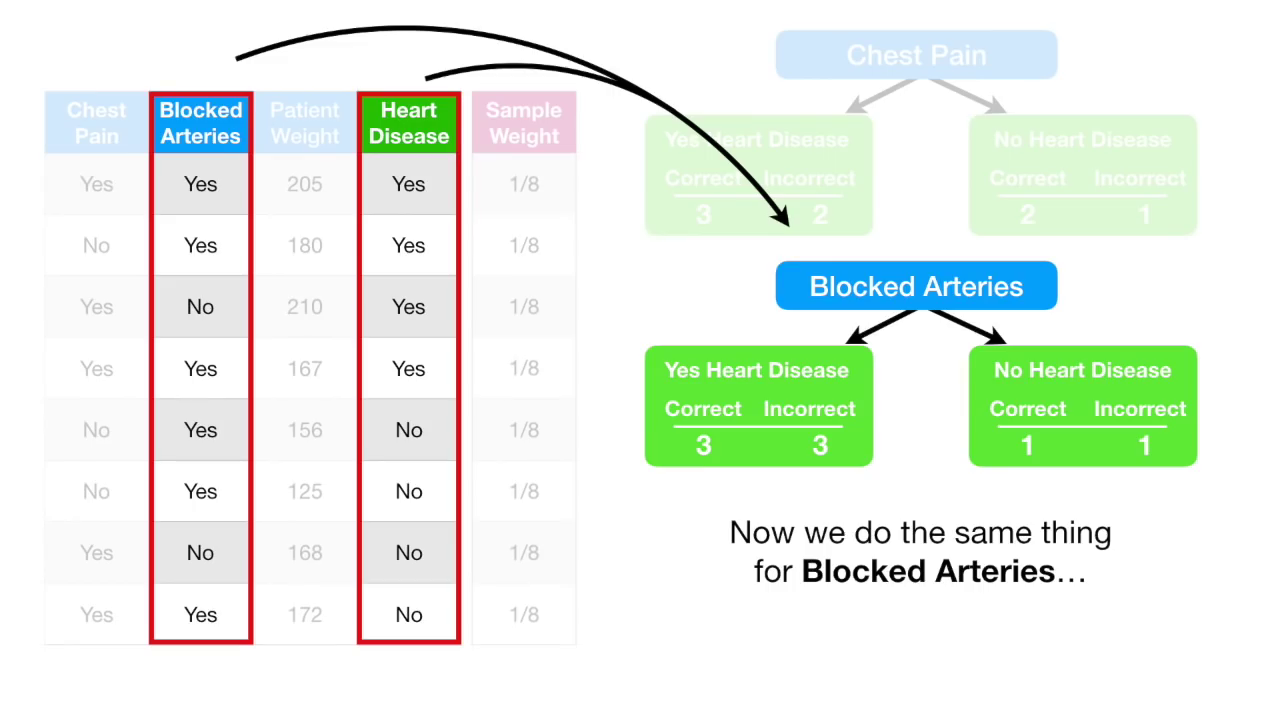 Chest Pain Blocked Arteries Patient Weight Heart Disease Sample Weight
Yes Yes 205 Yes 1/8
No Yes 180 Yes 1/8
Yes No 210 Yes 1/8
Yes Yes 167 Yes 1/8
No Yes 156 No 1/8
No Yes 125 No 1/8
Yes No 168 No 1/8
Yes Yes 172 No 1/8
Chest Pain
Yes Heart Disease
Correct Incorrect
3 2
No Heart Disease
Correct Incorrect
2 1
Blocked Arteries
Yes Heart Disease
Correct Incorrect
3 3
No Heart Disease
Correct Incorrect
1 1
Now we do the same thing
for Blocked Arteries…